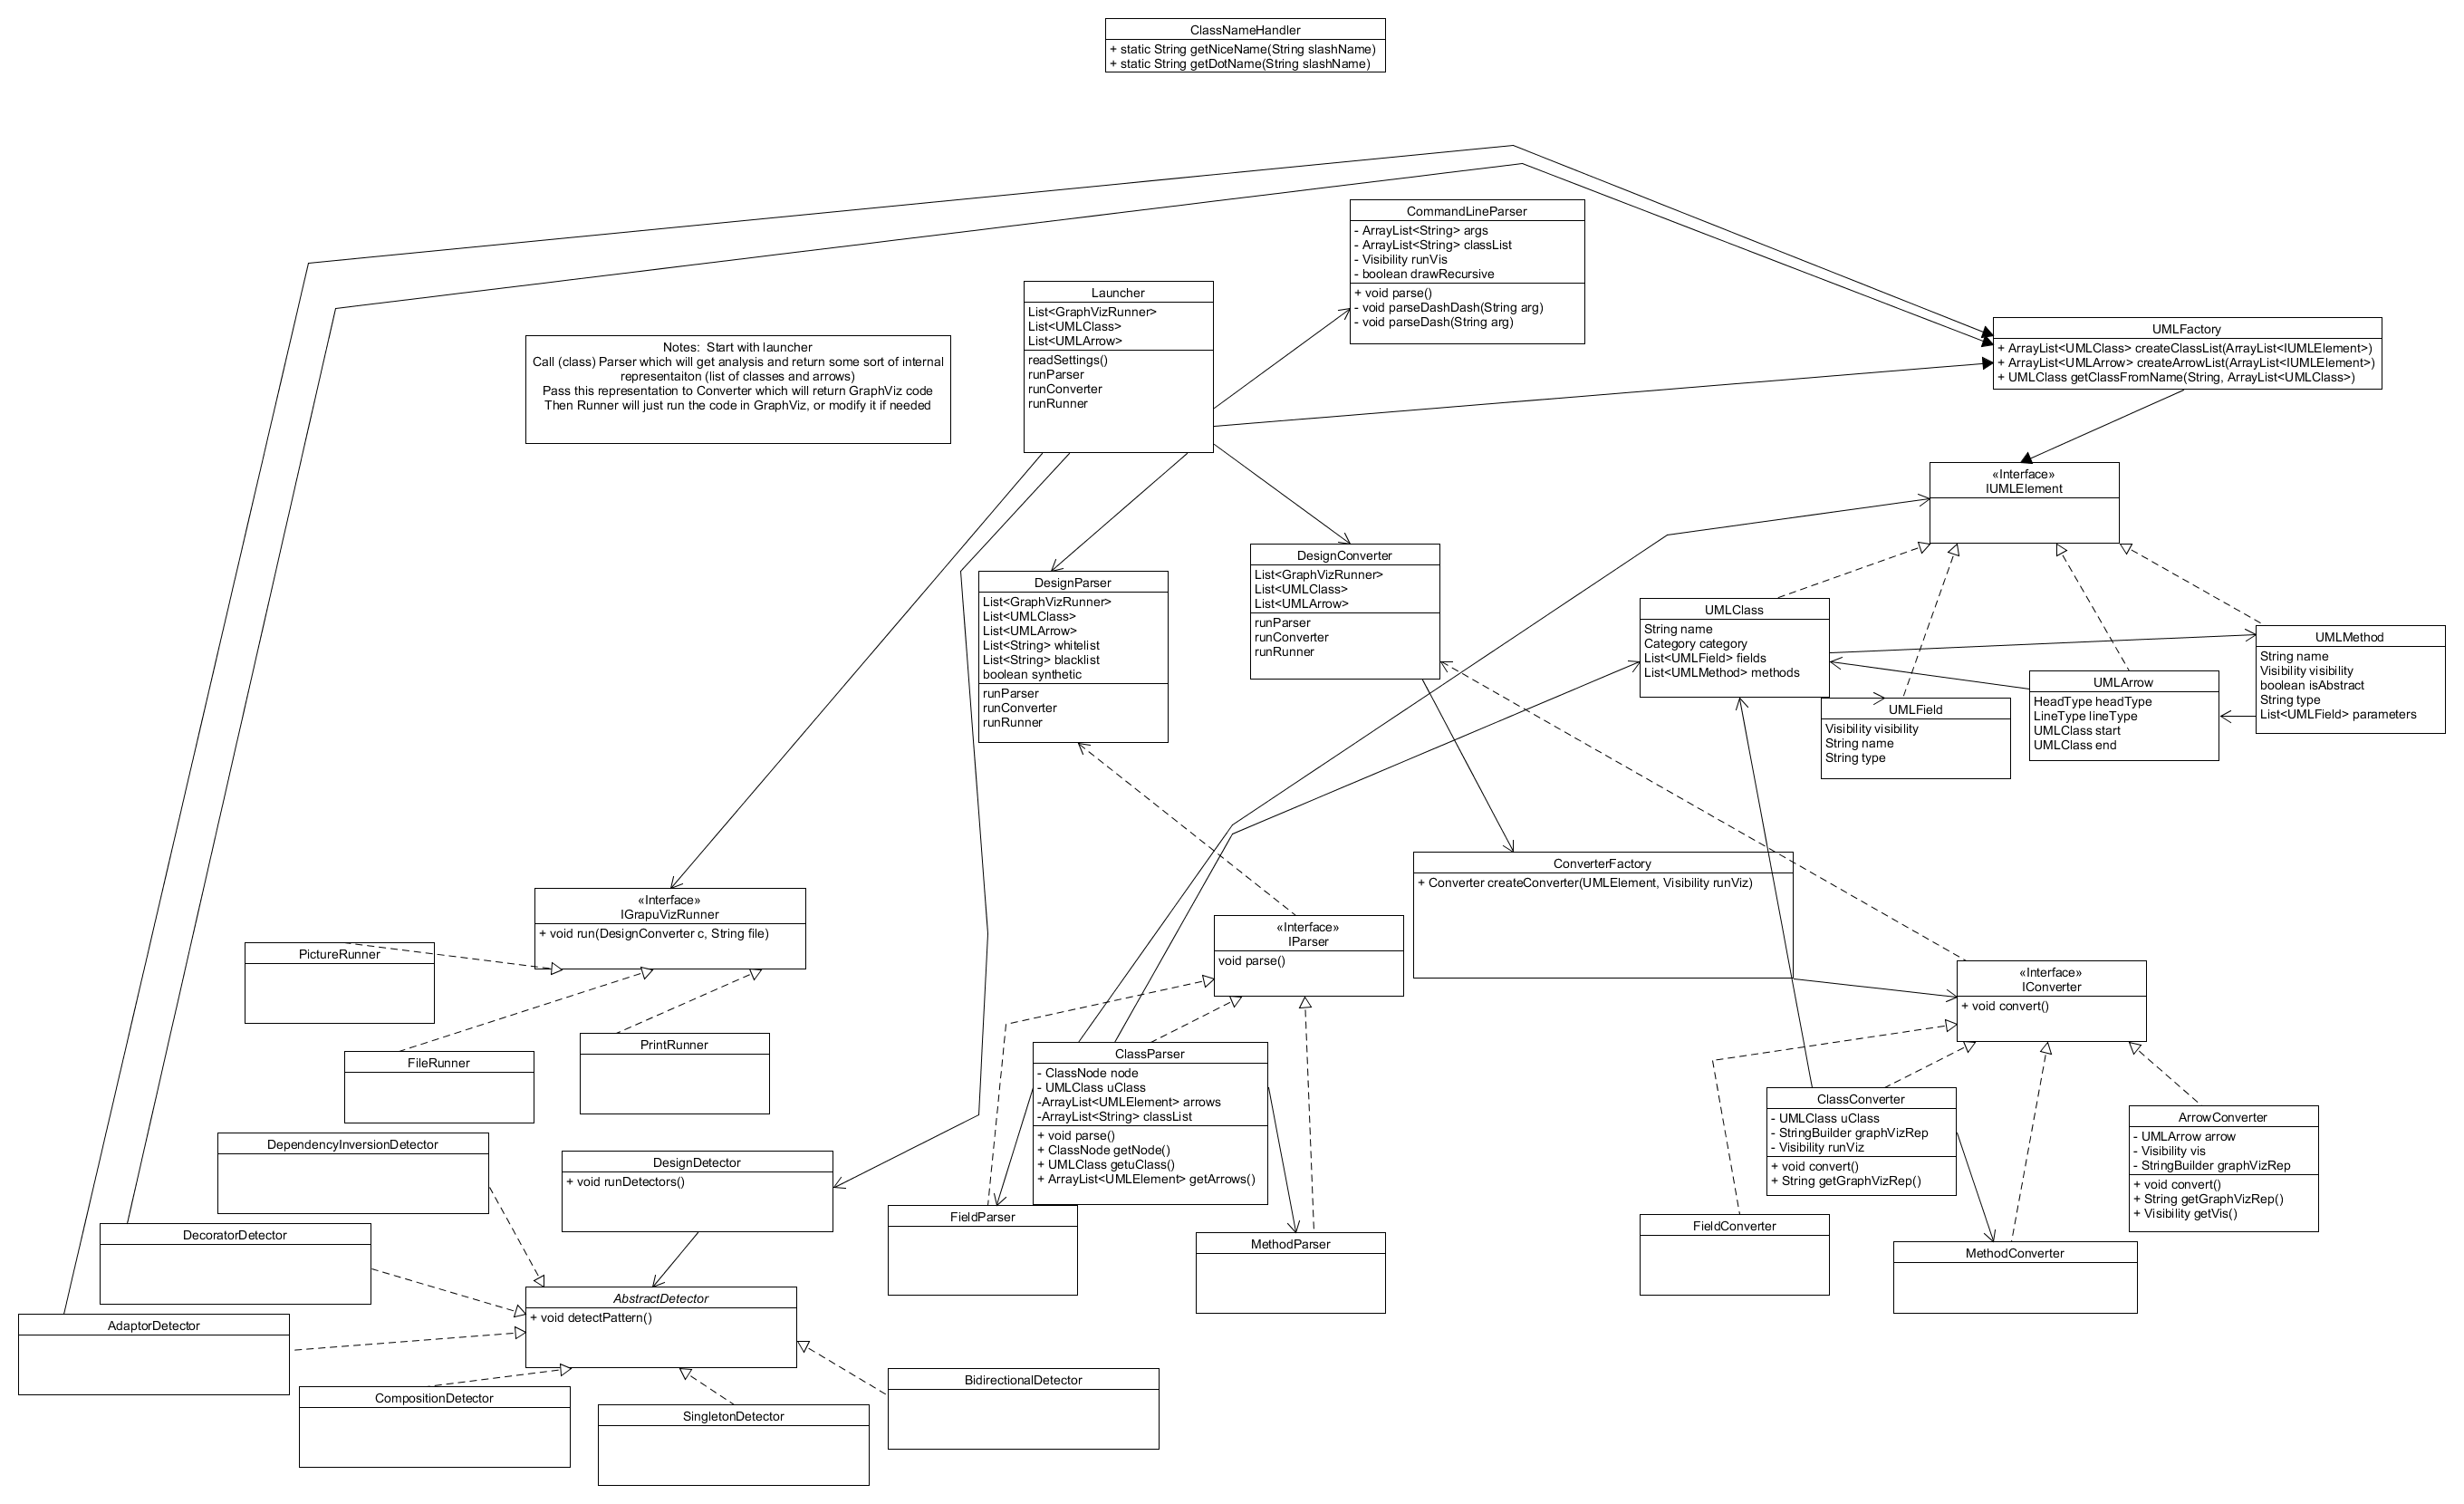 ClassNameHandler
+ static String getNiceName(String slashName)
+ static String getDotName(String slashName)
CommandLineParser
- ArrayList<String> args
- ArrayList<String> classList
- Visibility runVis
- boolean drawRecursive
+ void parse()
- void parseDashDash(String arg)
- void parseDash(String arg)
Launcher
List<GraphVizRunner>
List<UMLClass>
List<UMLArrow>
readSettings()
runParser
runConverter
runRunner
Notes:  Start with launcher
Call (class) Parser which will get analysis and return some sort of internal
representaiton (list of classes and arrows)
Pass this representation to Converter which will return GraphViz code
Then Runner will just run the code in GraphViz, or modify it if needed
UMLFactory
+ ArrayList<UMLClass> createClassList(ArrayList<IUMLElement>)
+ ArrayList<UMLArrow> createArrowList(ArrayList<IUMLElement>)
+ UMLClass getClassFromName(String, ArrayList<UMLClass>)
«Interface»
IUMLElement
DesignParser
List<GraphVizRunner>
List<UMLClass>
List<UMLArrow>
List<String> whitelist
List<String> blacklist
boolean synthetic
runParser
runConverter
runRunner
DesignConverter
List<GraphVizRunner>
List<UMLClass>
List<UMLArrow>
runParser
runConverter
runRunner
UMLClass
String name
Category category
List<UMLField> fields
List<UMLMethod> methods
UMLMethod
String name
Visibility visibility
boolean isAbstract
String type
List<UMLField> parameters
UMLArrow
HeadType headType
LineType lineType
UMLClass start
UMLClass end
UMLField
Visibility visibility
String name
String type
ConverterFactory
+ Converter createConverter(UMLElement, Visibility runViz)
«Interface»
IGrapuVizRunner
+ void run(DesignConverter c, String file)
PictureRunner
FileRunner
PrintRunner
«Interface»
IParser
void parse()
«Interface»
IConverter
+ void convert()
ClassParser
- ClassNode node
- UMLClass uClass
-ArrayList<UMLElement> arrows
-ArrayList<String> classList
+ void parse()
+ ClassNode getNode()
+ UMLClass getuClass()
+ ArrayList<UMLElement> getArrows()
ClassConverter
- UMLClass uClass
- StringBuilder graphVizRep
- Visibility runViz
+ void convert()
+ String getGraphVizRep()
ArrowConverter
- UMLArrow arrow
- Visibility vis
- StringBuilder graphVizRep
+ void convert()
+ String getGraphVizRep()
+ Visibility getVis()
DependencyInversionDetector
DesignDetector
+ void runDetectors()
FieldParser
MethodParser
FieldConverter
MethodConverter
DecoratorDetector
AbstractDetector
+ void detectPattern()
AdaptorDetector
CompositionDetector
SingletonDetector
BidirectionalDetector